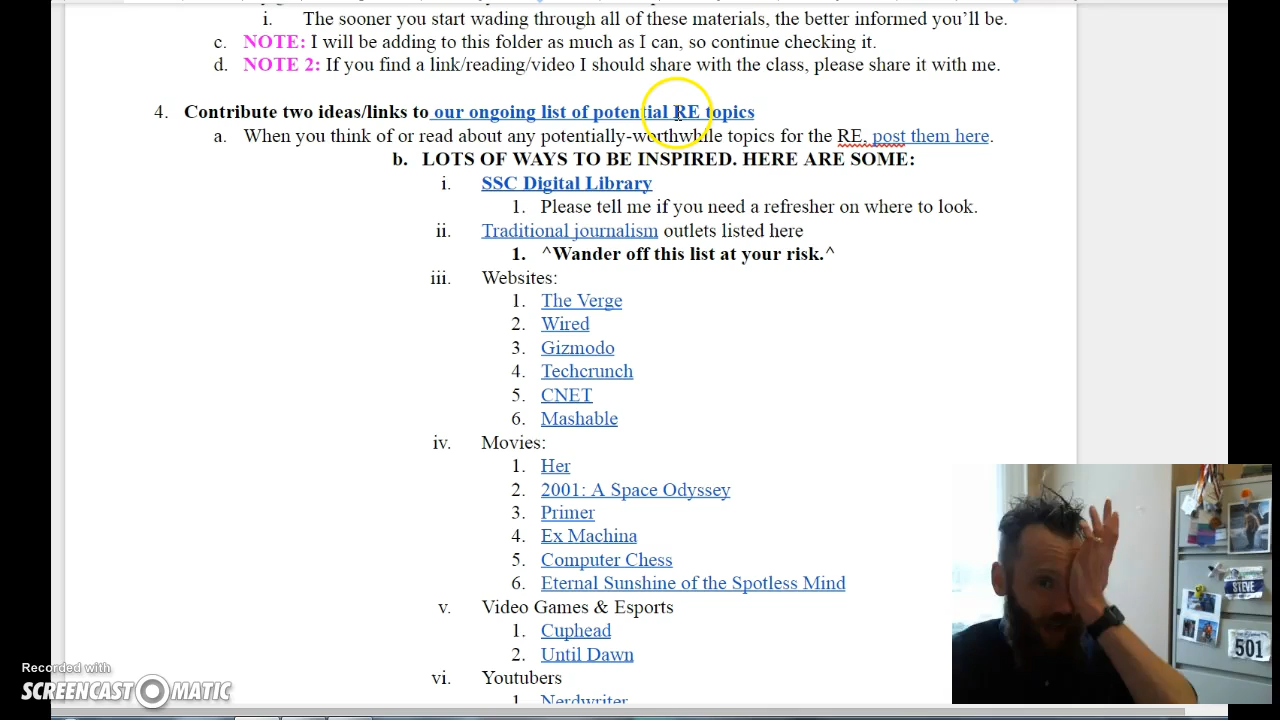 i. The sooner you start wading through all of these materials, the better informed you'll be.
c. NOTE: I will be adding to this folder as much as I can, so continue checking it.
d. NOTE 2: If you find a link/reading/video I should share with the class, please share it with me.
4. Contribute two ideas/links to our ongoing list of potential RE topics
a. When you think of or read about any potentially-worthwhile topics for the RE, post them here.
b. LOTS OF WAYS TO BE INSPIRED. HERE ARE SOME:
i. SSC Digital Library
1. Please tell me if you need a refresher on where to look.
ii. Traditional journalism outlets listed here
1. ^Wander off this list at your risk.^
iii. Websites:
1. The Verge
2. Wired
3. Gizmodo
4. Techcrunch
5. CNET
6. Mashable
iv. Movies:
1. Her
2. 2001: A Space Odyssey
3. Primer
4. Ex Machina
5. Computer Chess
6. Eternal Sunshine of the Spotless Mind
v. Video Games & Esports
1. Cuphead
2. Until Dawn
vi. Youtubers
1. Nerdwriter
STEVE
501
Recorded with
SCREENCAST-O-MATIC